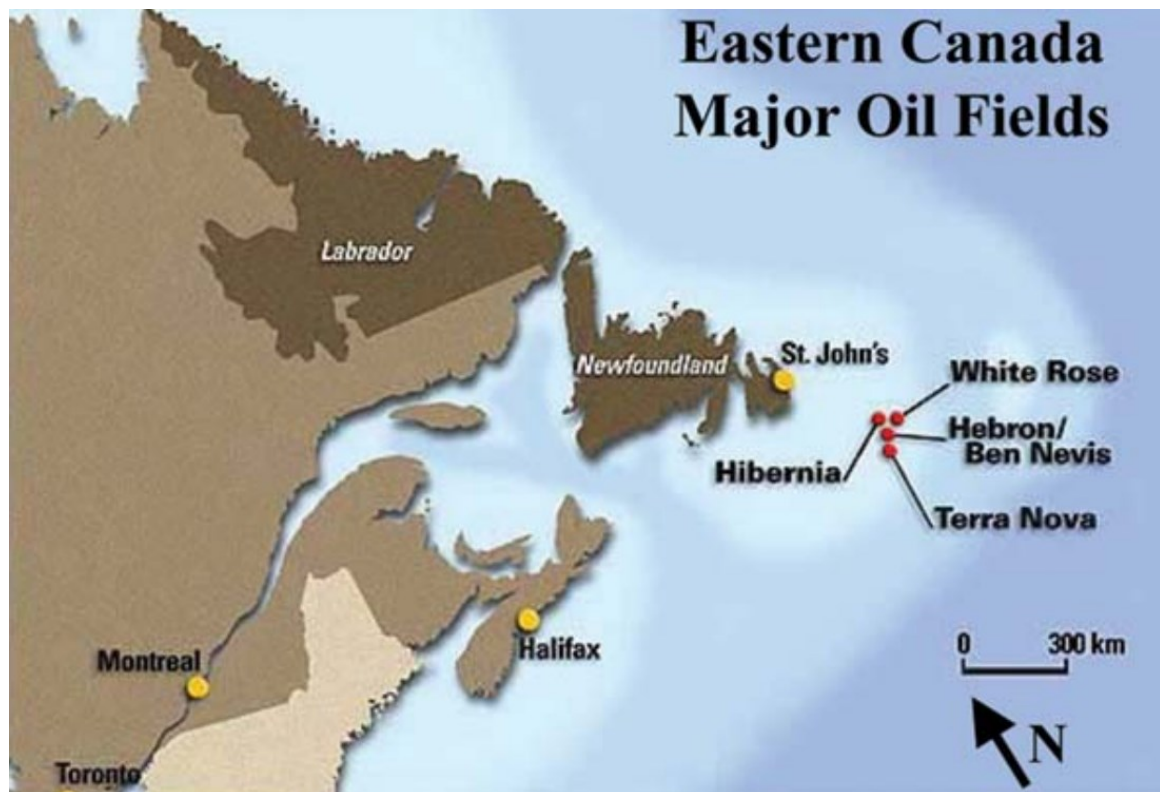 Eastern Canada
Major Oil Fields
Labrador
Newfoundland
St. John's
White Rose
Hebron/
Ben Nevis
Hibernia
Terra Nova
0 300 km
N
Halifax
Montreal
Toronto